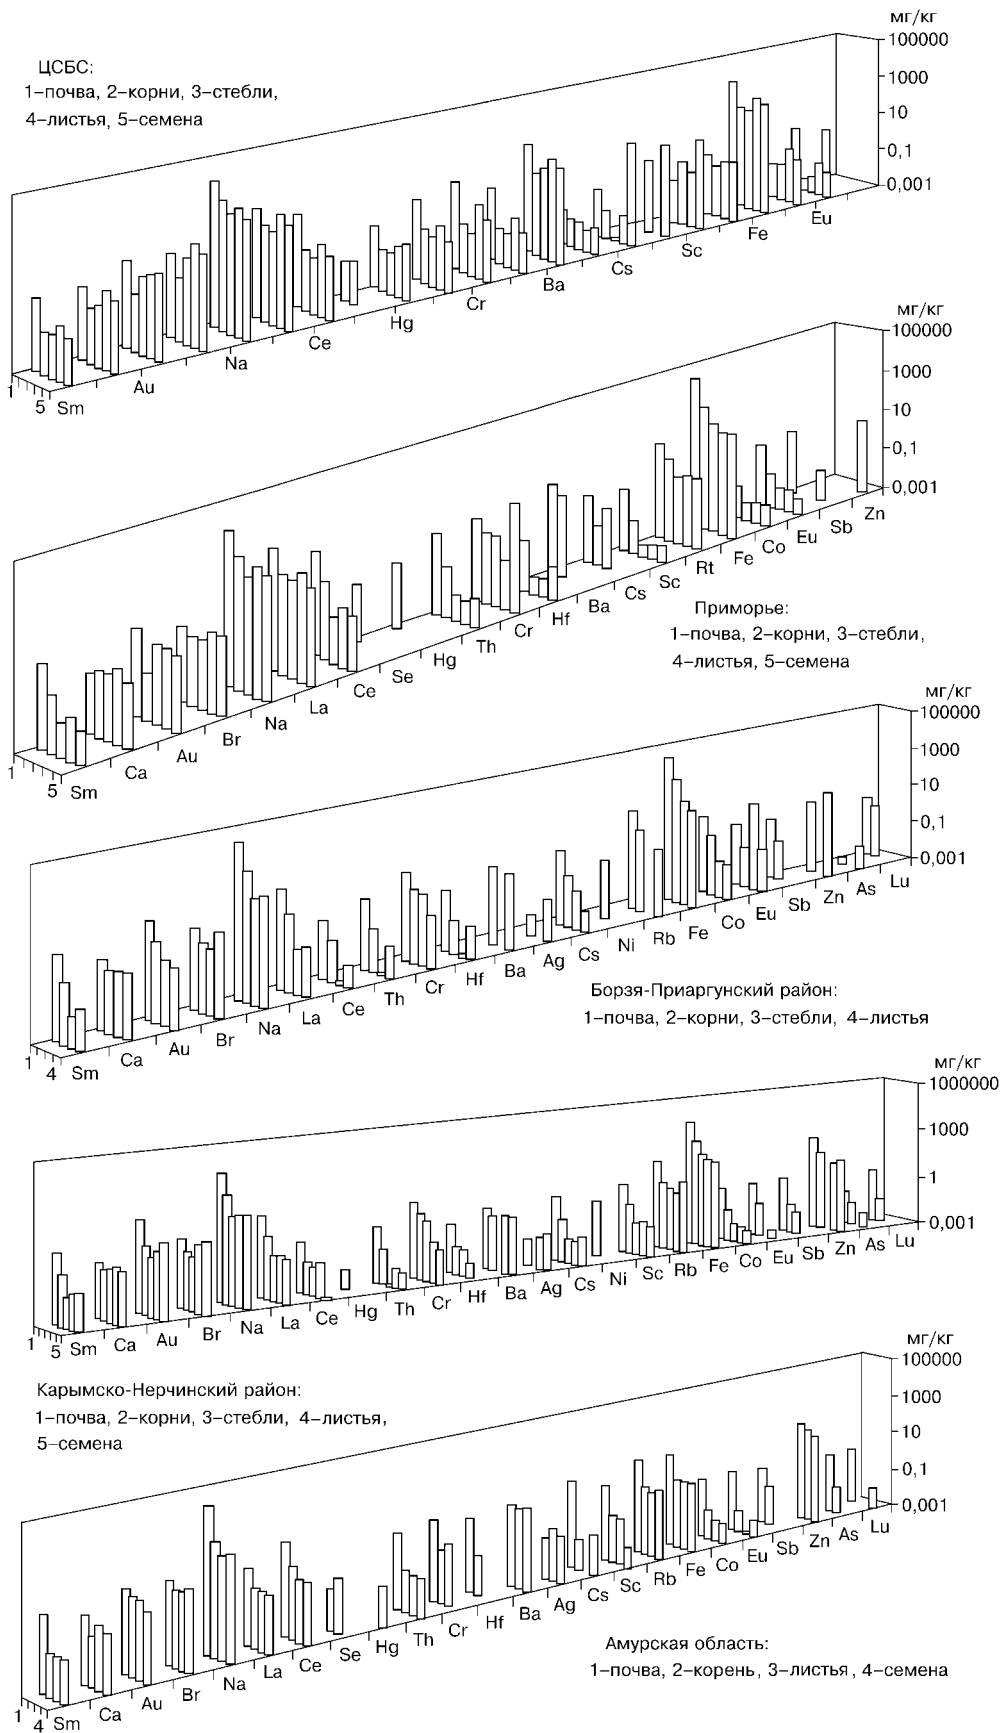 мг/кг
100000
1000
10
0,1
0,001
ЦСБС:
1–почва, 2–корни, 3–стебли,
4–листья, 5–семена
1
5
Sm Au Na Ce Hg Cr Ba Cs Sc Fe Eu
мг/кг
100000
1000
10
0,1
0,001
1
5
Sm Ca Au Br Na La Ce Se Hg Th Cr Hf Ba Cs Sc Rt Fe Co Eu Sb Zn
Приморье:
1–почва, 2–корни, 3–стебли,
4–листья, 5–семена
мг/кг
100000
1000
10
0,1
0,001
1
4
Sm Ca Au Br Na La Ce Th Cr Hf Ba Ag Cs Ni Rb Fe Co Eu Sb Zn As Lu
Борзя-Приаргунский район:
1–почва, 2–корни, 3–стебли, 4–листья
мг/кг
1000000
1000
1
0,001
1
5
Sm Ca Au Br Na La Ce Hg Th Cr Hf Ba Ag Cs Ni Sc Rb Fe Co Eu Sb Zn As Lu
Карымско-Нерчинский район:
1–почва, 2–корни, 3–стебли, 4–листья,
5–семена
мг/кг
100000
1000
10
0,1
0,001
1
4
Sm Ca Au Br Na La Ce Se Hg Th Cr Hf Ba Ag Cs Sc Rb Fe Co Eu Sb Zn As Lu
Амурская область:
1–почва, 2–корень, 3–листья, 4–семена